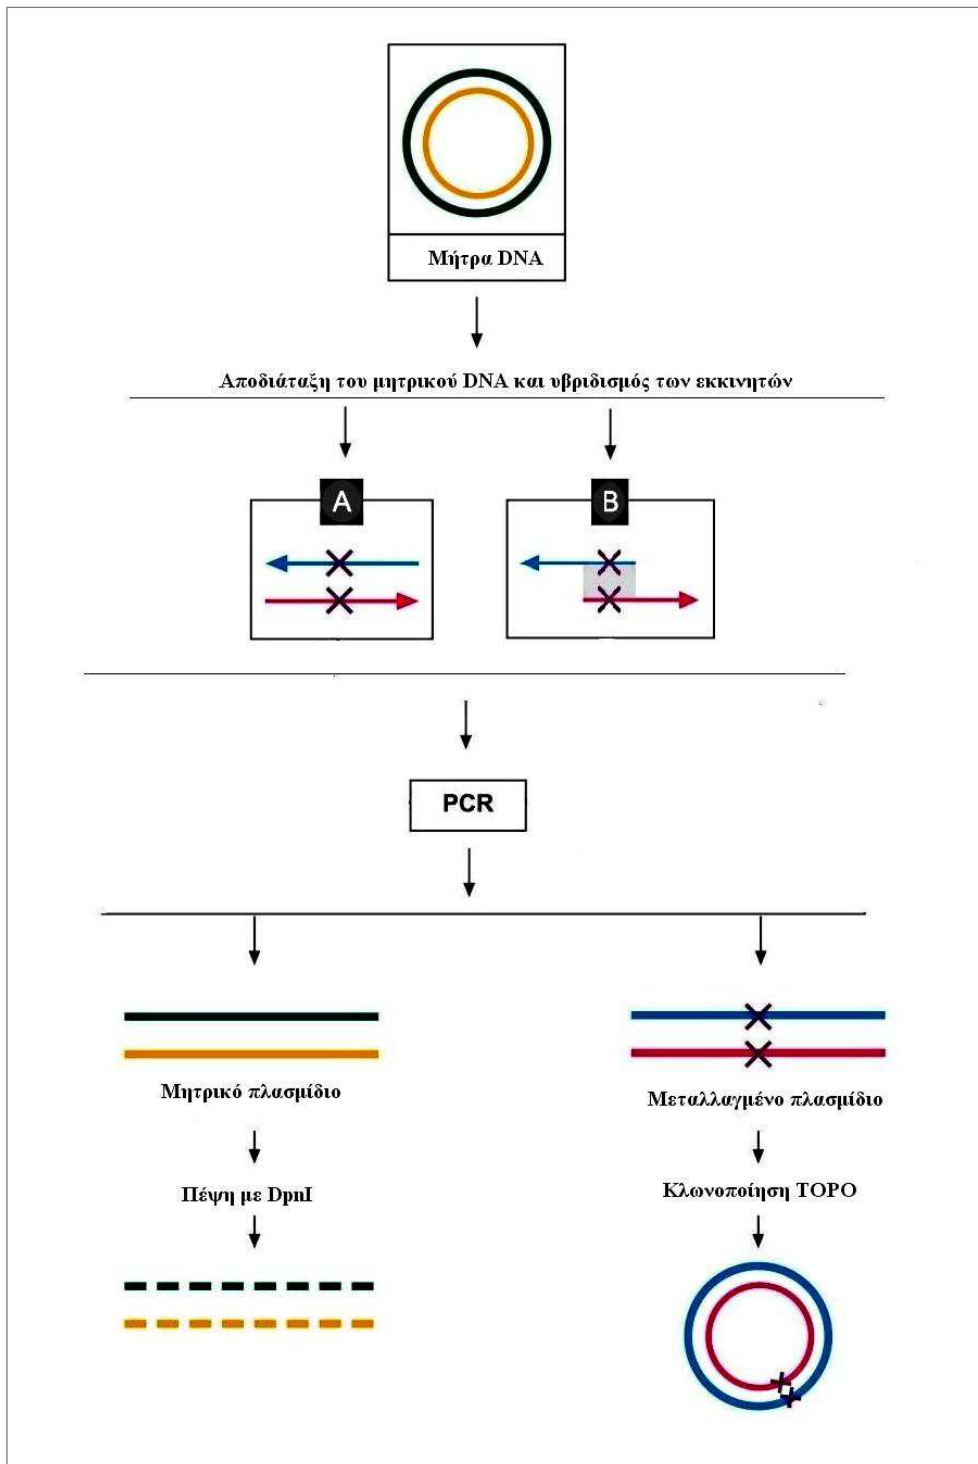 Μήτρα DNA
Αποδιάταξη του μητρικού DNA και υβριδισμός των εκκινητών
A
B
PCR
Μητρικό πλασμίδιο
Μεταλλαγμένο πλασμίδιο
Πέψη με DpnI
Κλωνοποίηση TOPO